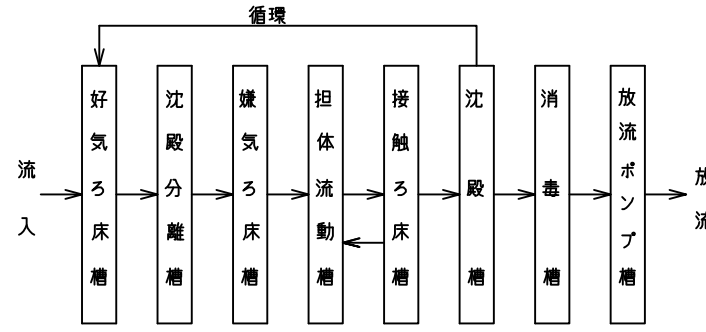 循環
流入
好気ろ床槽
沈殿分離槽
嫌気ろ床槽
担体流動槽
接触ろ床槽
沈殿槽
消毒槽
放流ポンプ槽
放流